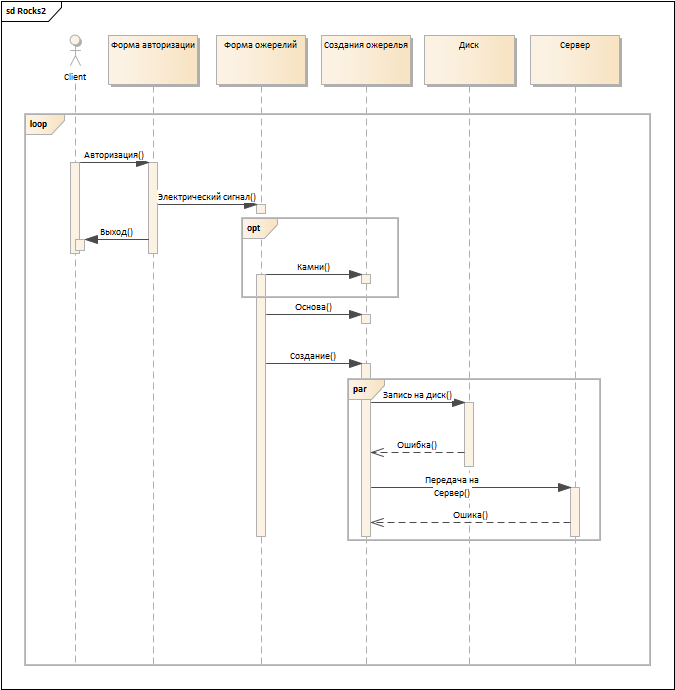 sd Rocks2
Client
Форма авторизации
Форма ожерелий
Создания ожерелья
Диск
Сервер
loop
Авторизация()
Электрический сигнал()
Выход()
opt
Камни()
Основа()
Создание()
par
Запись на диск()
Ошибка()
Передача на
Сервер()
Ошика()